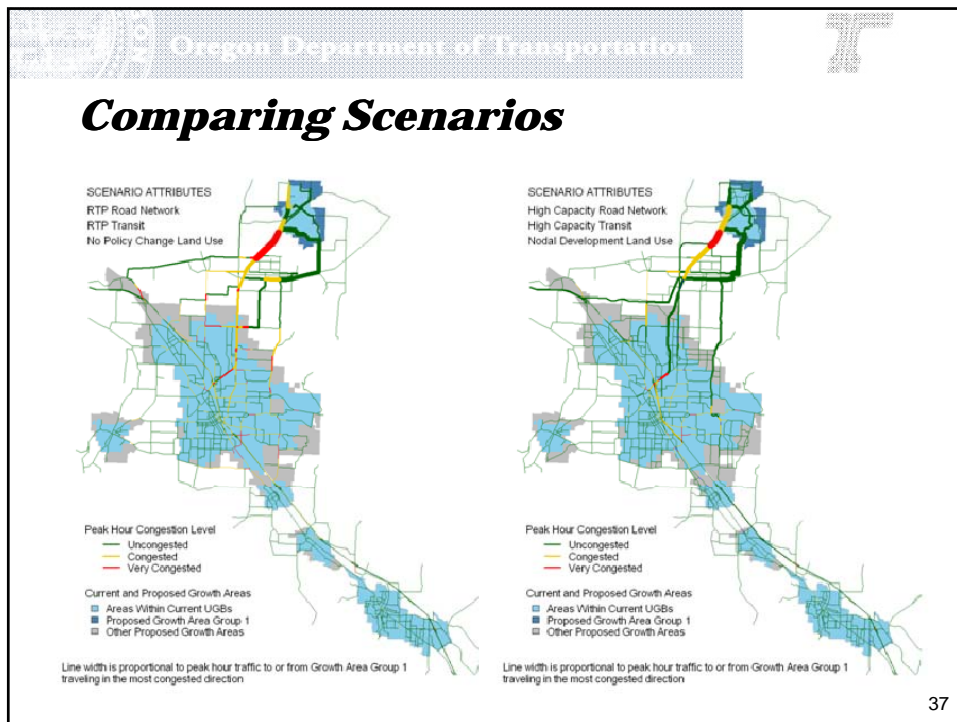 Oregon Department of Transportation
Comparing Scenarios
SCENARIO ATTRIBUTES
RTP Road Network
RTP Transit
No Policy Change Land Use
Peak Hour Congestion Level
Uncongested
Congested
Very Congested
Current and Proposed Growth Areas
Areas Within Current UGBs
Proposed Growth Area Group 1
Other Proposed Growth Areas
Line width is proportional to peak hour traffic to or from Growth Area Group 1
traveling in the most congested direction
SCENARIO ATTRIBUTES
High Capacity Road Network
High Capacity Transit
Nodal Development Land Use
Peak Hour Congestion Level
Uncongested
Congested
Very Congested
Current and Proposed Growth Areas
Areas Within Current UGBs
Proposed Growth Area Group 1
Other Proposed Growth Areas
Line width is proportional to peak hour traffic to or from Growth Area Group 1
traveling in the most congested direction
37